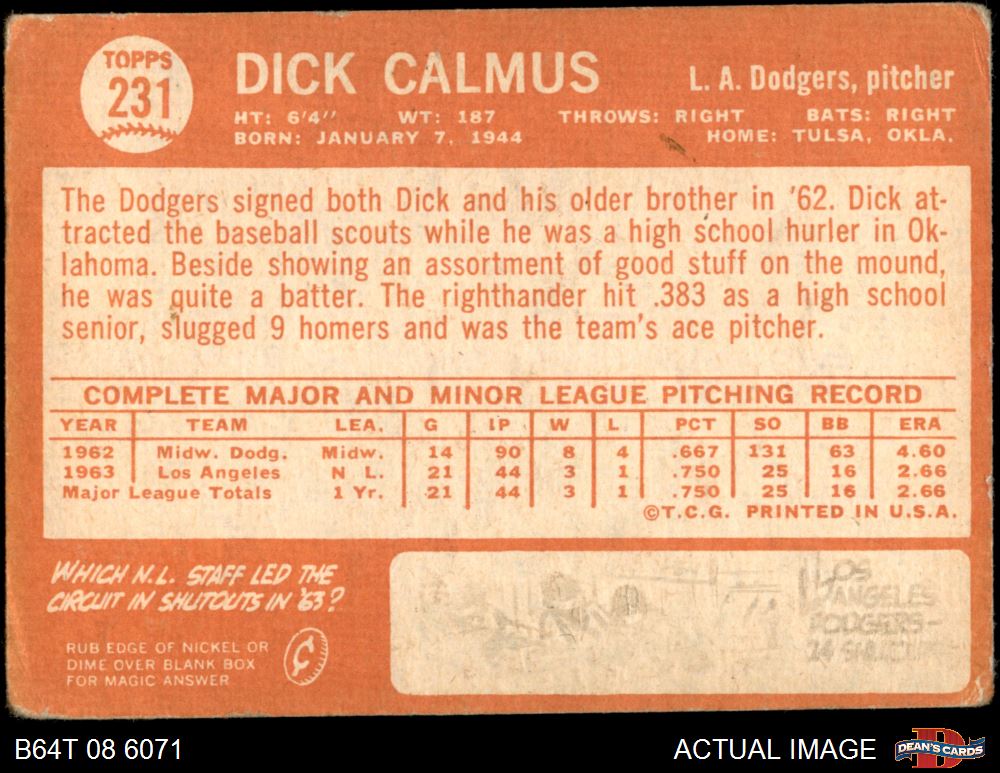 TOPPS
231
DICK CALMUS
L. A. Dodgers, pitcher
HT: 6'4" WT: 187 THROWS: RIGHT BATS: RIGHT
BORN: JANUARY 7, 1944 HOME: TULSA, OKLA.
The Dodgers signed both Dick and his older brother in '62. Dick at-
tracted the baseball scouts while he was a high school hurler in Ok-
lahoma. Beside showing an assortment of good stuff on the mound,
he was quite a batter. The righthander hit .383 as a high school
senior, slugged 9 homers and was the team's ace pitcher.
COMPLETE MAJOR AND MINOR LEAGUE PITCHING RECORD
YEAR TEAM LEA. G IP W L PCT SO BB ERA
1962 Midw. Dodg. Midw. 14 90 8 4 .667 131 63 4.60
1963 Los Angeles N L. 21 44 3 1 .750 25 16 2.66
Major League Totals 1 Yr. 21 44 3 1 .750 25 16 2.66
©T.C.G. PRINTED IN U.S.A.
WHICH N.L. STAFF LED THE
CIRCUIT IN SHUTOUTS IN '63?
RUB EDGE OF NICKEL OR
DIME OVER BLANK BOX
FOR MAGIC ANSWER
¢
LOS
ANGELES
DODGERS-
24
B64T 08 6071
ACTUAL IMAGE
DEAN'S CARDS